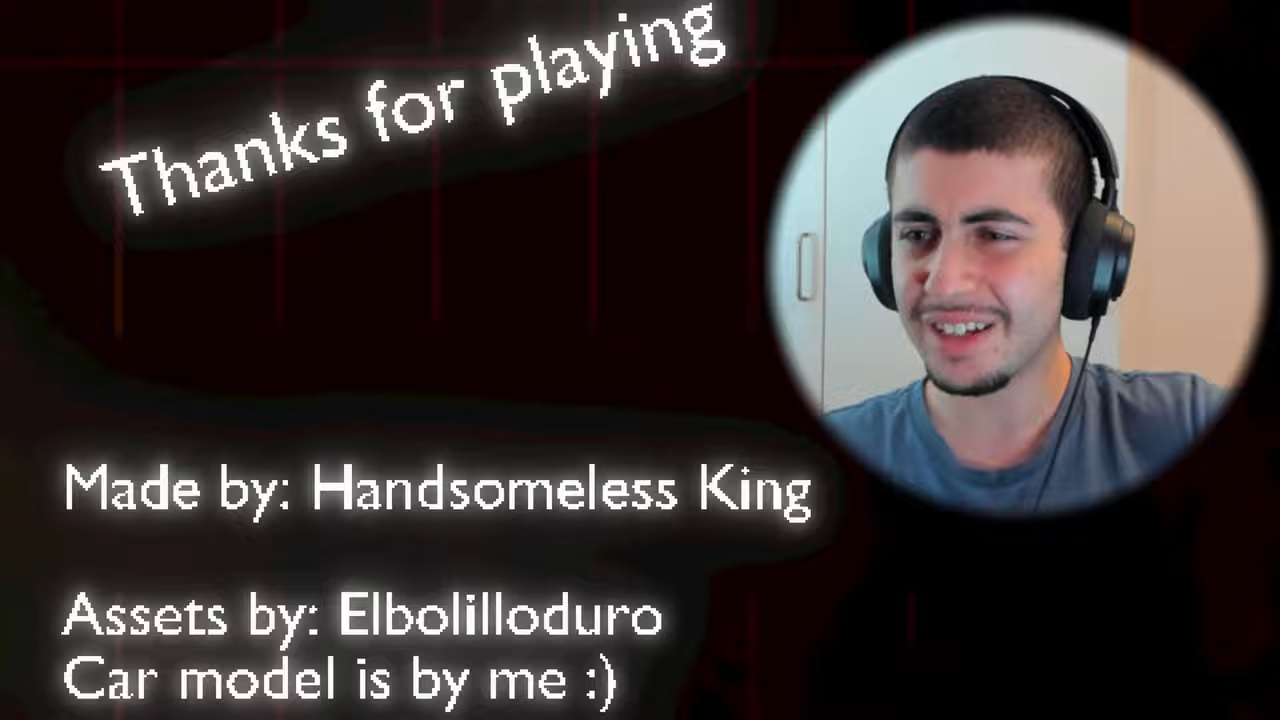 Thanks for playing
Made by: Handsomeless King
Assets by: Elbolilloduro
Car model is by me :)